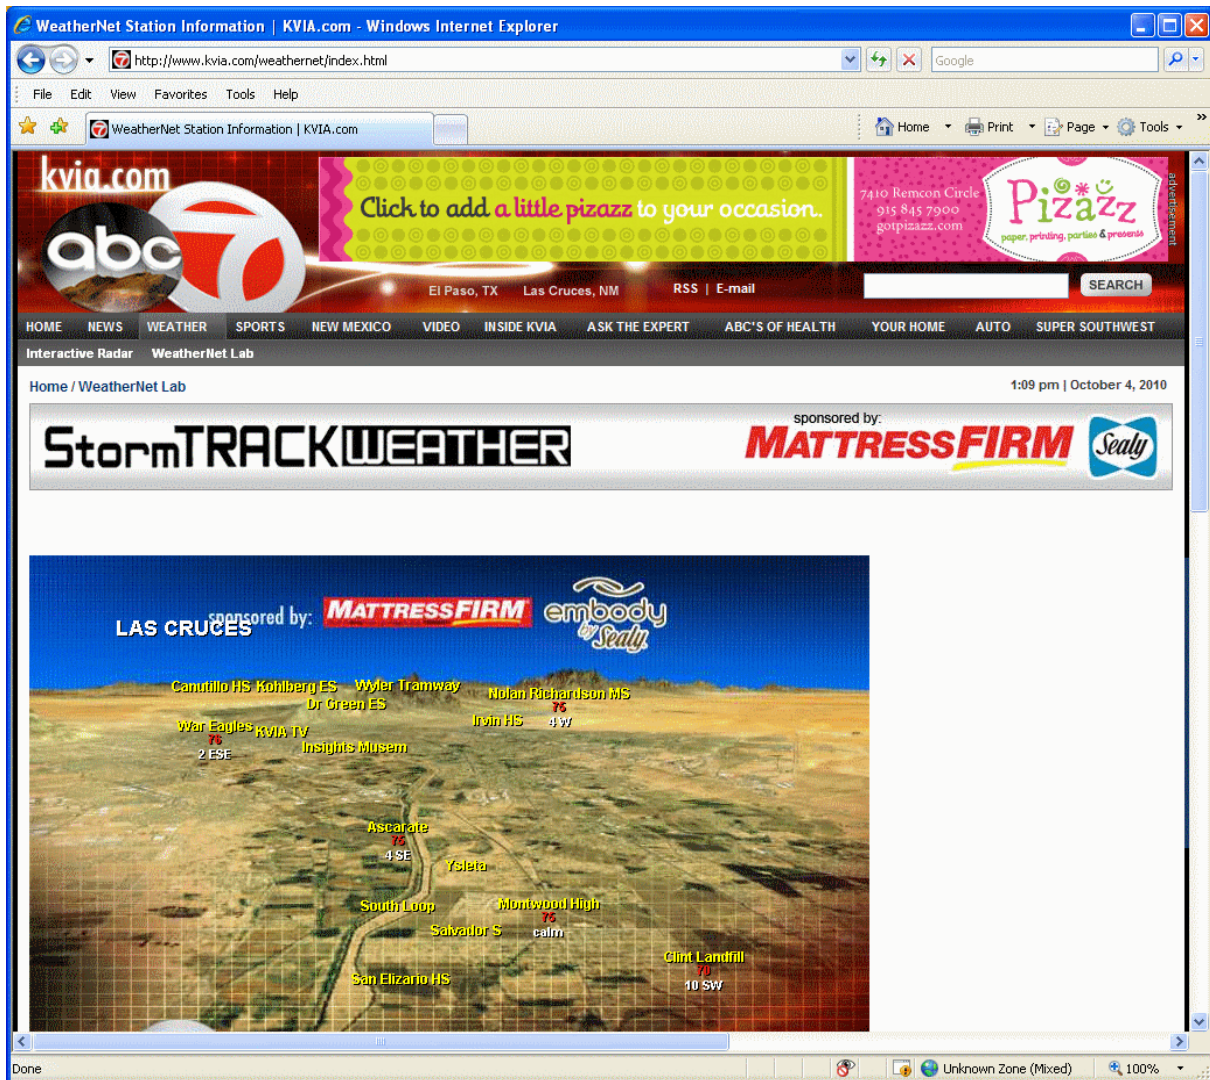 WeatherNet Station Information | KVIA.com - Windows Internet Explorer
http://www.kvia.com/weathernet/index.html
Google
File Edit View Favorites Tools Help
WeatherNet Station Information | KVIA.com
Home Print Page Tools »
kvia.com
abc 7
Click to add a little pizazz to your occasion.
7410 Remcon Circle
915 845 7900
gotpizazz.com
Pizazz
paper, printing, parties & presents
advertisement
El Paso, TX Las Cruces, NM RSS | E-mail SEARCH
HOME NEWS WEATHER SPORTS NEW MEXICO VIDEO INSIDE KVIA ASK THE EXPERT ABC'S OF HEALTH YOUR HOME AUTO SUPER SOUTHWEST
Interactive Radar WeatherNet Lab
Home / WeatherNet Lab 1:09 pm | October 4, 2010
StormTRACKWEATHER
sponsored by:
MATTRESSFIRM Sealy
sponsored by: MATTRESSFIRM embody
by Sealy
LAS CRUCES
Canutillo HS Kohlberg ES Wyler Tramway
Nolan Richardson MS
75
4 W
Dr Green ES
Irvin HS
War Eagles
76
2 ESE
KVIA TV
Insights Musem
Ascarate
75
4 SE
Ysleta
South Loop
Montwood High
75
calm
Salvador S
Clint Landfill
70
10 SW
San Elizario HS
Done Unknown Zone (Mixed) 100%